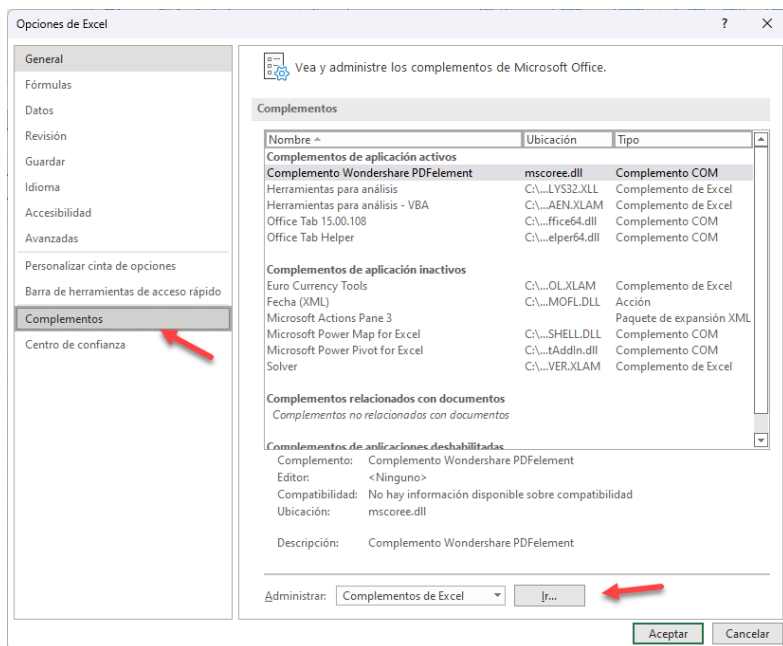 Opciones de Excel ? ×
General
Fórmulas
Datos
Revisión
Guardar
Idioma
Accesibilidad
Avanzadas
Personalizar cinta de opciones
Barra de herramientas de acceso rápido
Complementos
Centro de confianza
Vea y administre los complementos de Microsoft Office.
Complementos
Nombre Ubicación Tipo
Complementos de aplicación activos
Complemento Wondershare PDFelement mscoree.dll Complemento COM
Herramientas para análisis C:\...LYS32.XLL Complemento de Excel
Herramientas para análisis - VBA C:\...AEN.XLAM Complemento de Excel
Office Tab 15.00.108 C:\...ffice64.dll Complemento COM
Office Tab Helper C:\...elper64.dll Complemento COM
Complementos de aplicación inactivos
Euro Currency Tools C:\...OL.XLAM Complemento de Excel
Fecha (XML) C:\...MOFL.DLL Acción
Microsoft Actions Pane 3 Paquete de expansión XML
Microsoft Power Map for Excel C:\...SHELL.DLL Complemento COM
Microsoft Power Pivot for Excel C:\...tAddIn.dll Complemento COM
Solver C:\...VER.XLAM Complemento de Excel
Complementos relacionados con documentos
Complementos no relacionados con documentos
Complementos de aplicaciones deshabilitadas
Complemento: Complemento Wondershare PDFelement
Editor: <Ninguno>
Compatibilidad: No hay información disponible sobre compatibilidad
Ubicación: mscoree.dll
Descripción: Complemento Wondershare PDFelement
Administrar: Complementos de Excel Ir...
Aceptar Cancelar